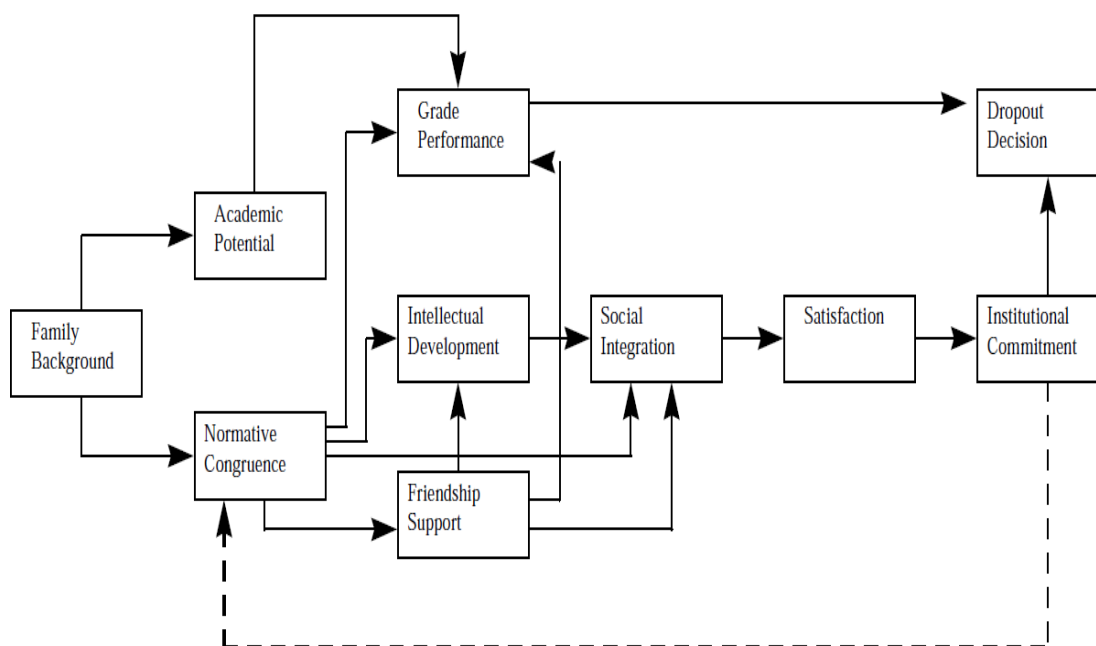 Grade
Performance
Dropout
Decision
Academic
Potential
Family
Background
Intellectual
Development
Social
Integration
Satisfaction
Institutional
Commitment
Normative
Congruence
Friendship
Support